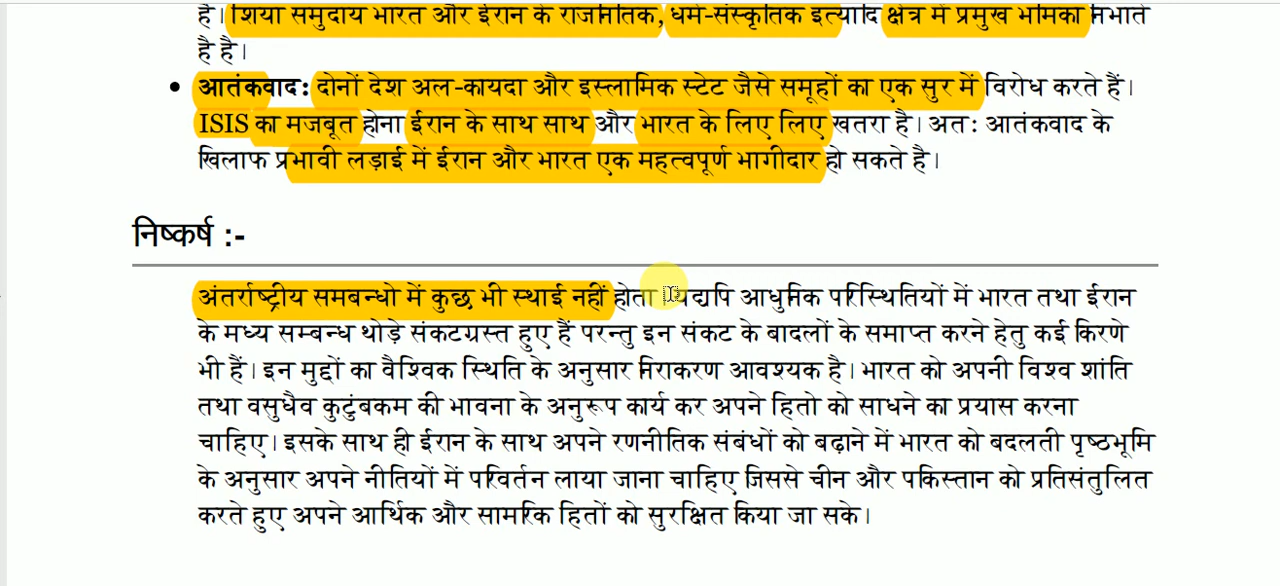 है। शिया समुदाय भारत और ईरान के राजनितिक, धर्म-संस्कृतिक इत्यादि क्षेत्र में प्रमुख भूमिका निभाते
है है।
• आतंकवाद: दोनों देश अल-कायदा और इस्लामिक स्टेट जैसे समूहों का एक सुर में विरोध करते हैं।
ISIS का मजबूत होना ईरान के साथ साथ और भारत के लिए लिए खतरा है। अत: आतंकवाद के
खिलाफ प्रभावी लड़ाई में ईरान और भारत एक महत्वपूर्ण भागीदार हो सकते है।
निष्कर्ष :-
अंतर्राष्ट्रीय समबन्धो में कुछ भी स्थाई नहीं होता । यद्यपि आधुनिक परिस्थितियों में भारत तथा ईरान
के मध्य सम्बन्ध थोड़े संकटग्रस्त हुए हैं परन्तु इन संकट के बादलों के समाप्त करने हेतु कई किरणे
भी हैं। इन मुद्दों का वैश्विक स्थिति के अनुसार निराकरण आवश्यक है। भारत को अपनी विश्व शांति
तथा वसुधैव कुटुंबकम की भावना के अनुरूप कार्य कर अपने हितो को साधने का प्रयास करना
चाहिए। इसके साथ ही ईरान के साथ अपने रणनीतिक संबंधों को बढ़ाने में भारत को बदलती पृष्ठभूमि
के अनुसार अपने नीतियों में परिवर्तन लाया जाना चाहिए जिससे चीन और पकिस्तान को प्रतिसंतुलित
करते हुए अपने आर्थिक और सामरिक हितों को सुरक्षित किया जा सके।